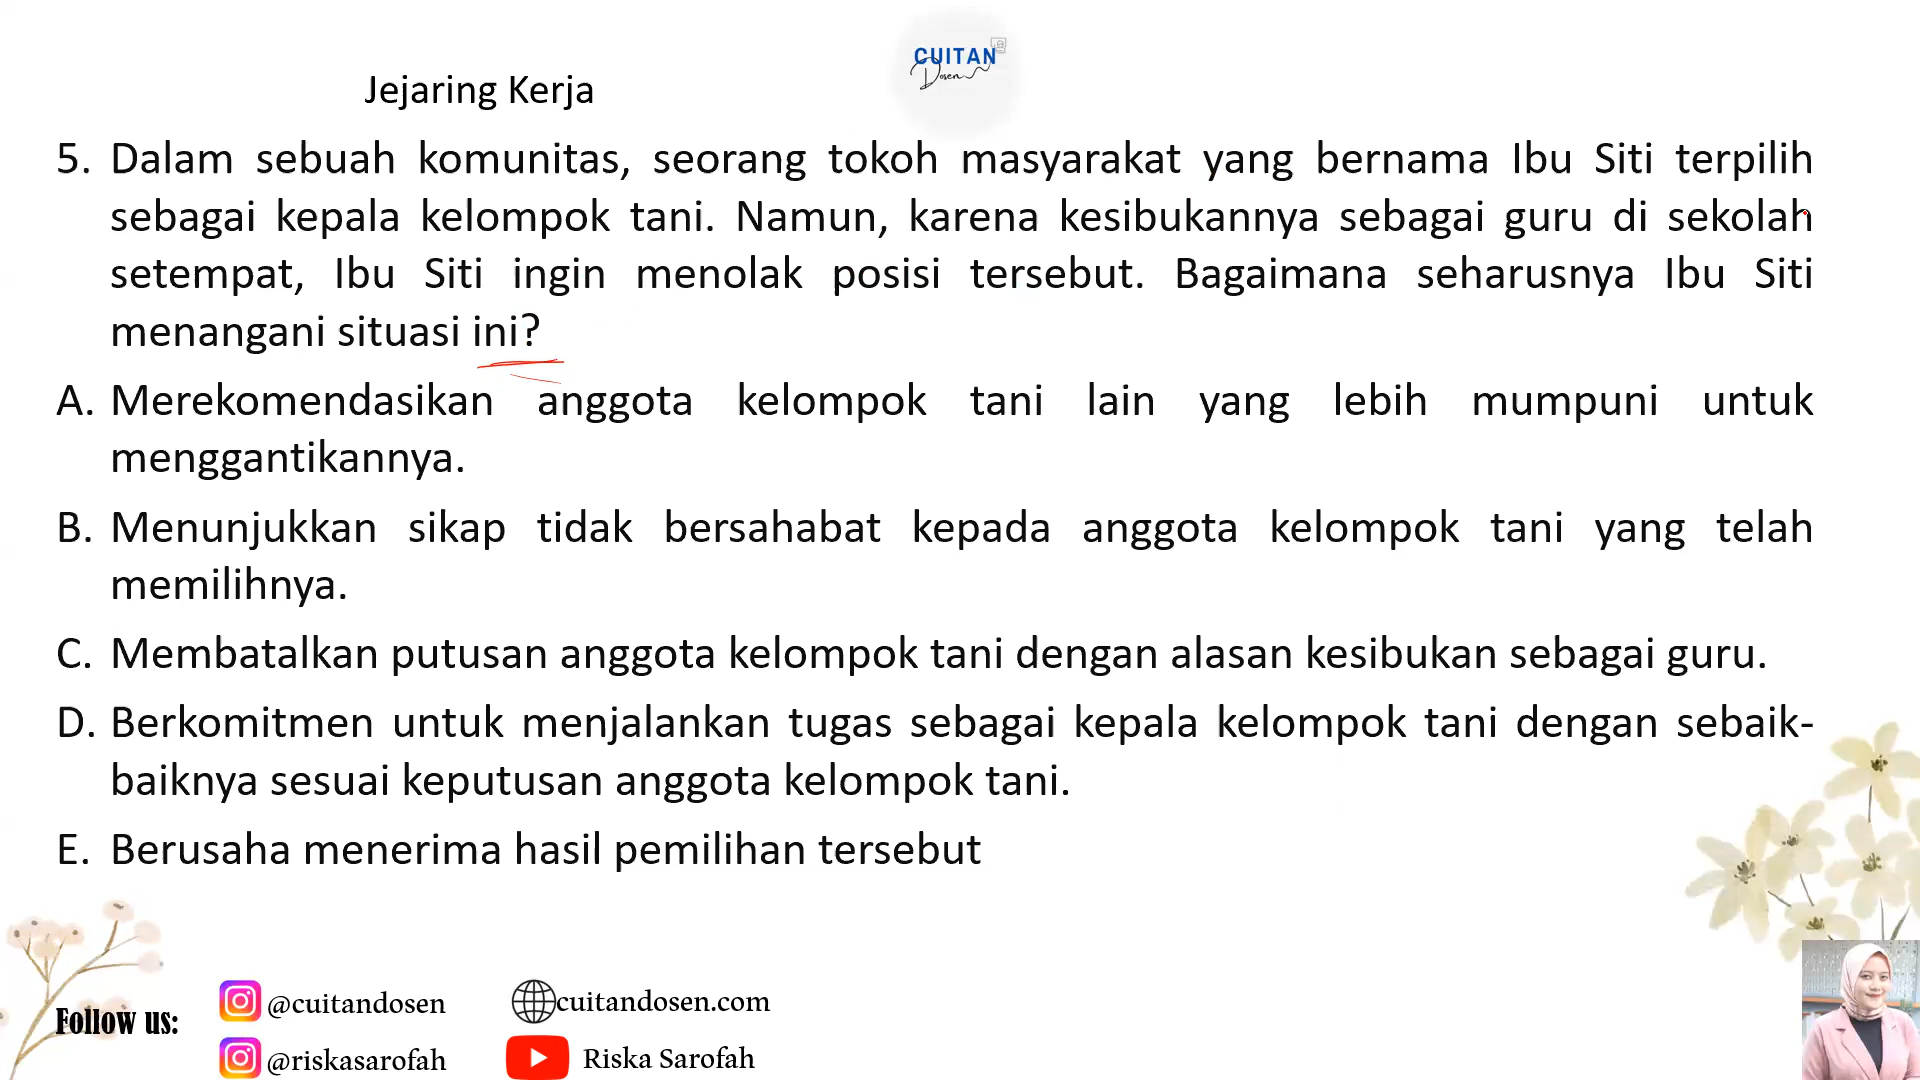 CUITAN
Dosen
Jejaring Kerja
5. Dalam sebuah komunitas, seorang tokoh masyarakat yang bernama Ibu Siti terpilih
sebagai kepala kelompok tani. Namun, karena kesibukannya sebagai guru di sekolah
setempat, Ibu Siti ingin menolak posisi tersebut. Bagaimana seharusnya Ibu Siti
menangani situasi ini?
A. Merekomendasikan anggota kelompok tani lain yang lebih mumpuni untuk
menggantikannya.
B. Menunjukkan sikap tidak bersahabat kepada anggota kelompok tani yang telah
memilihnya.
C. Membatalkan putusan anggota kelompok tani dengan alasan kesibukan sebagai guru.
D. Berkomitmen untuk menjalankan tugas sebagai kepala kelompok tani dengan sebaik-
baiknya sesuai keputusan anggota kelompok tani.
E. Berusaha menerima hasil pemilihan tersebut
Follow us:
@cuitandosen
cuitandosen.com
@riskasarofah
Riska Sarofah